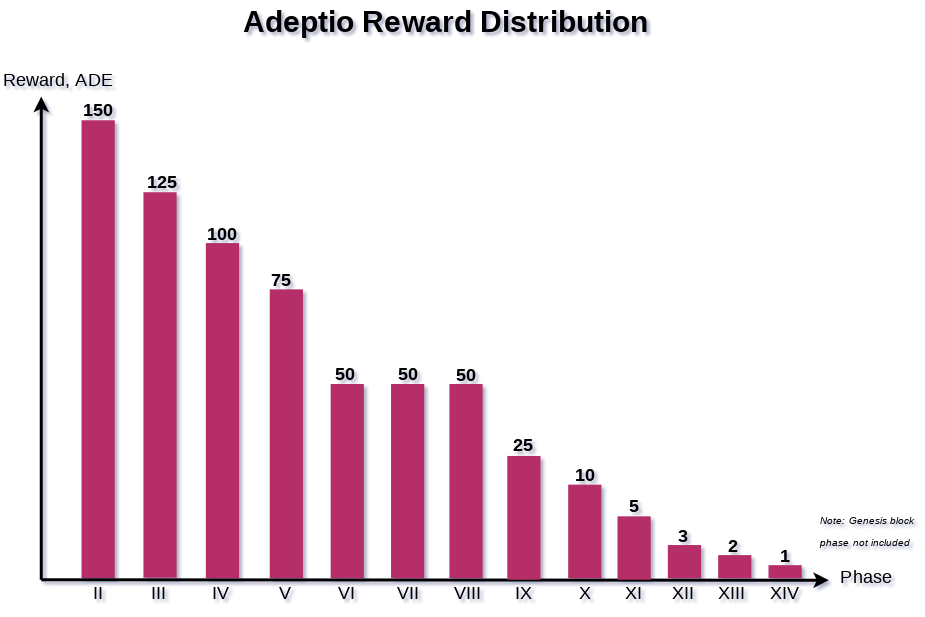 Adeptio Reward Distribution
Reward, ADE
150
125
100
75
50
50
50
25
10
5
3
2
1
Note: Genesis block
phase not included
Phase
II
III
IV
V
VI
VII
VIII
IX
X
XI
XII
XIII
XIV